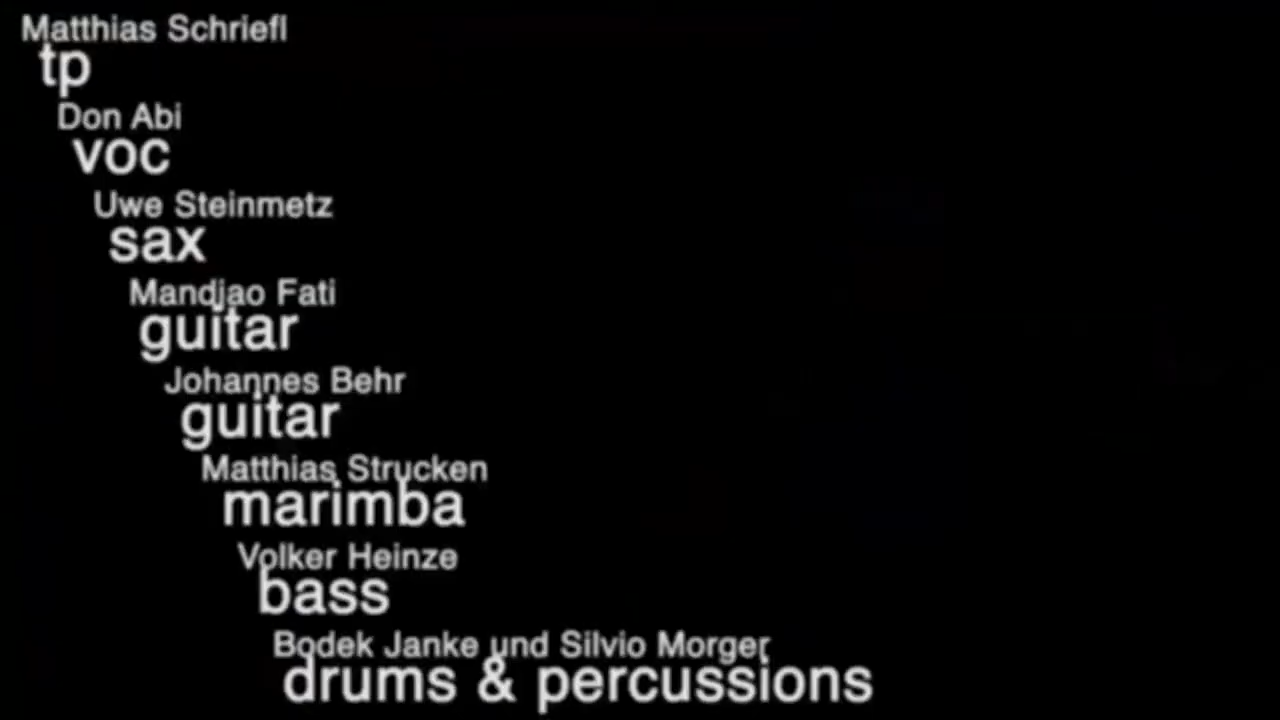 Matthias Schriefl
tp
Don Abi
voc
Uwe Steinmetz
sax
Mandjao Fati
guitar
Johannes Behr
guitar
Matthias Strucken
marimba
Volker Heinze
bass
Bodek Janke und Silvio Morger
drums & percussions